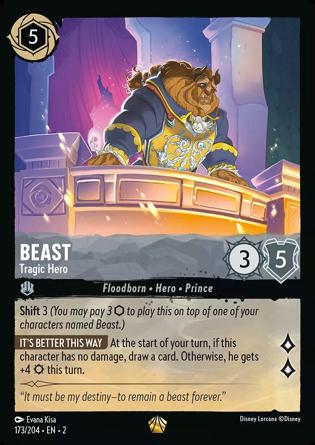 5
BEAST
Tragic Hero
3
5
Floodborn • Hero • Prince
Shift 3 (You may pay 3 to play this on top of one of your
characters named Beast.)
IT'S BETTER THIS WAY At the start of your turn, if this
character has no damage, draw a card. Otherwise, he gets
+4 this turn.
"It must be my destiny–to remain a beast forever."
Evana Kisa
Disney Lorcana ©Disney
173/204 • EN • 2